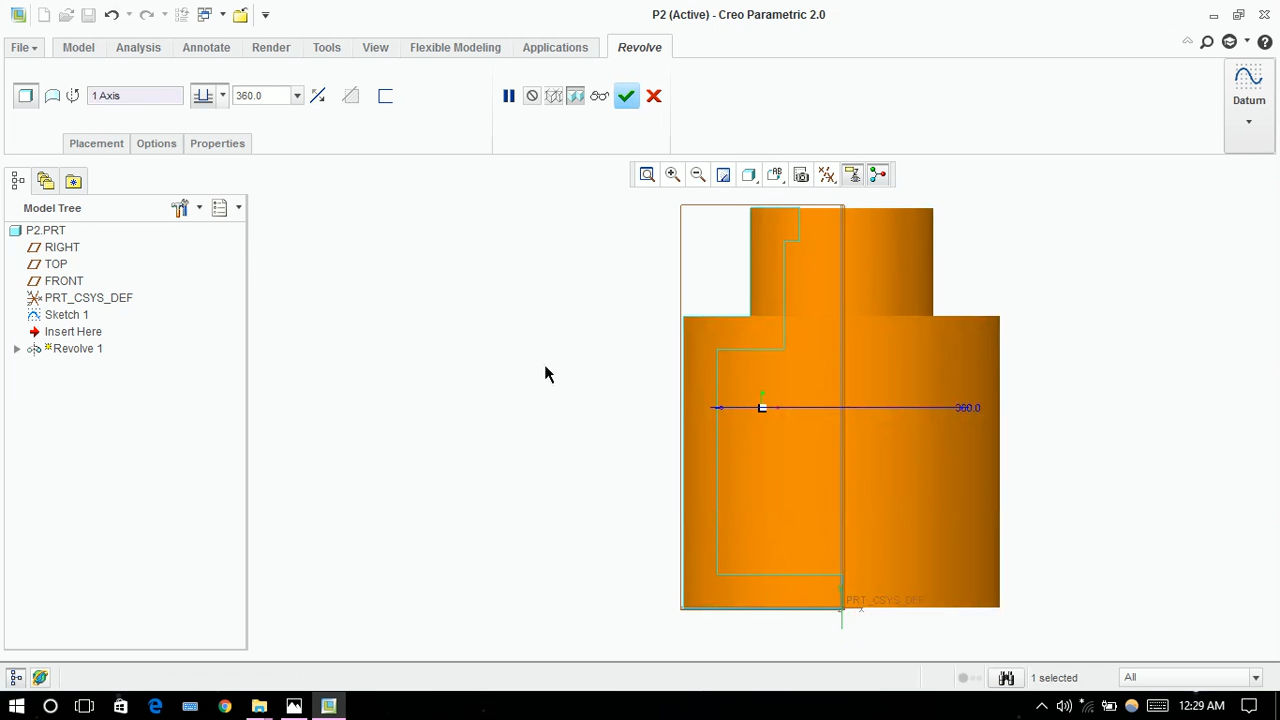 P2 (Active) - Creo Parametric 2.0
File Model Analysis Annotate Render Tools View Flexible Modeling Applications Revolve
1 Axis 360.0
Datum
Placement Options Properties
Model Tree
P2.PRT
RIGHT
TOP
FRONT
PRT_CSYS_DEF
Sketch 1
Insert Here
Revolve 1
360.0
PRT_CSYS_DEF
X
1 selected All
12:29 AM